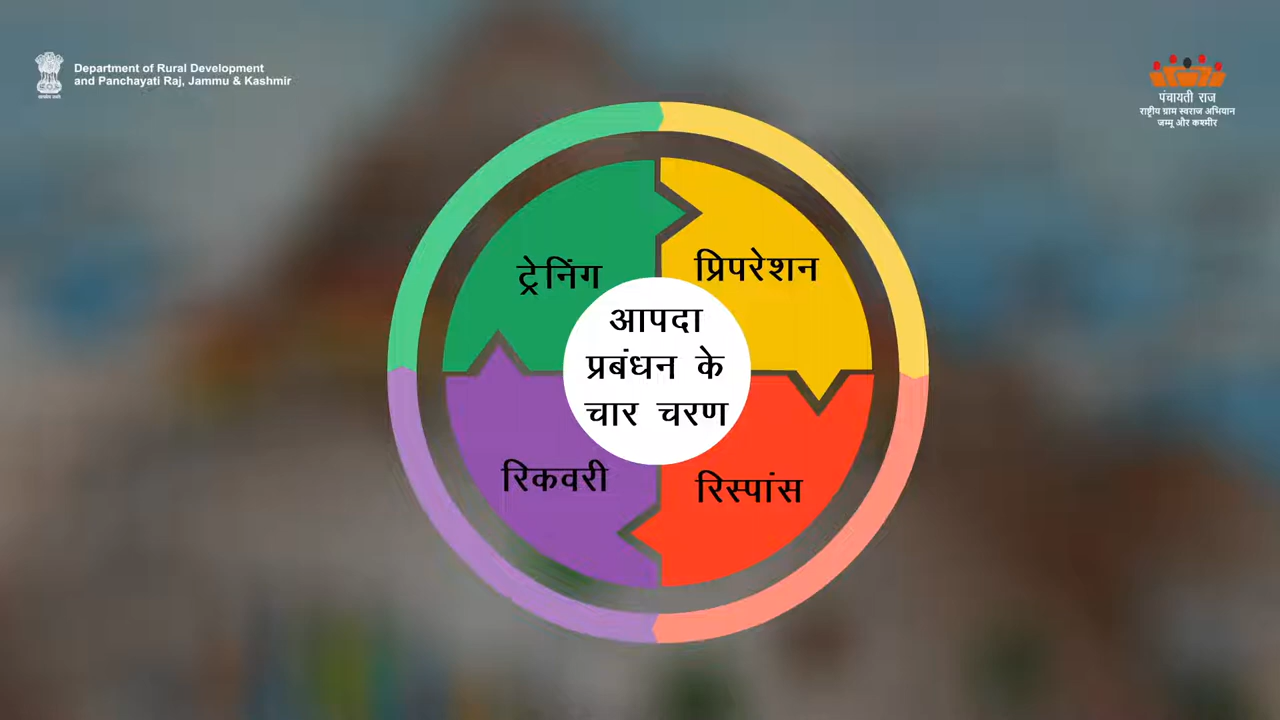 Department of Rural Development
and Panchayati Raj, Jammu & Kashmir
पंचायती राज
राष्ट्रीय ग्राम स्वराज अभियान
जम्मू और कश्मीर
ट्रेनिंग
प्रिपरेशन
आपदा
प्रबंधन के
चार चरण
रिकवरी
रिस्पांस